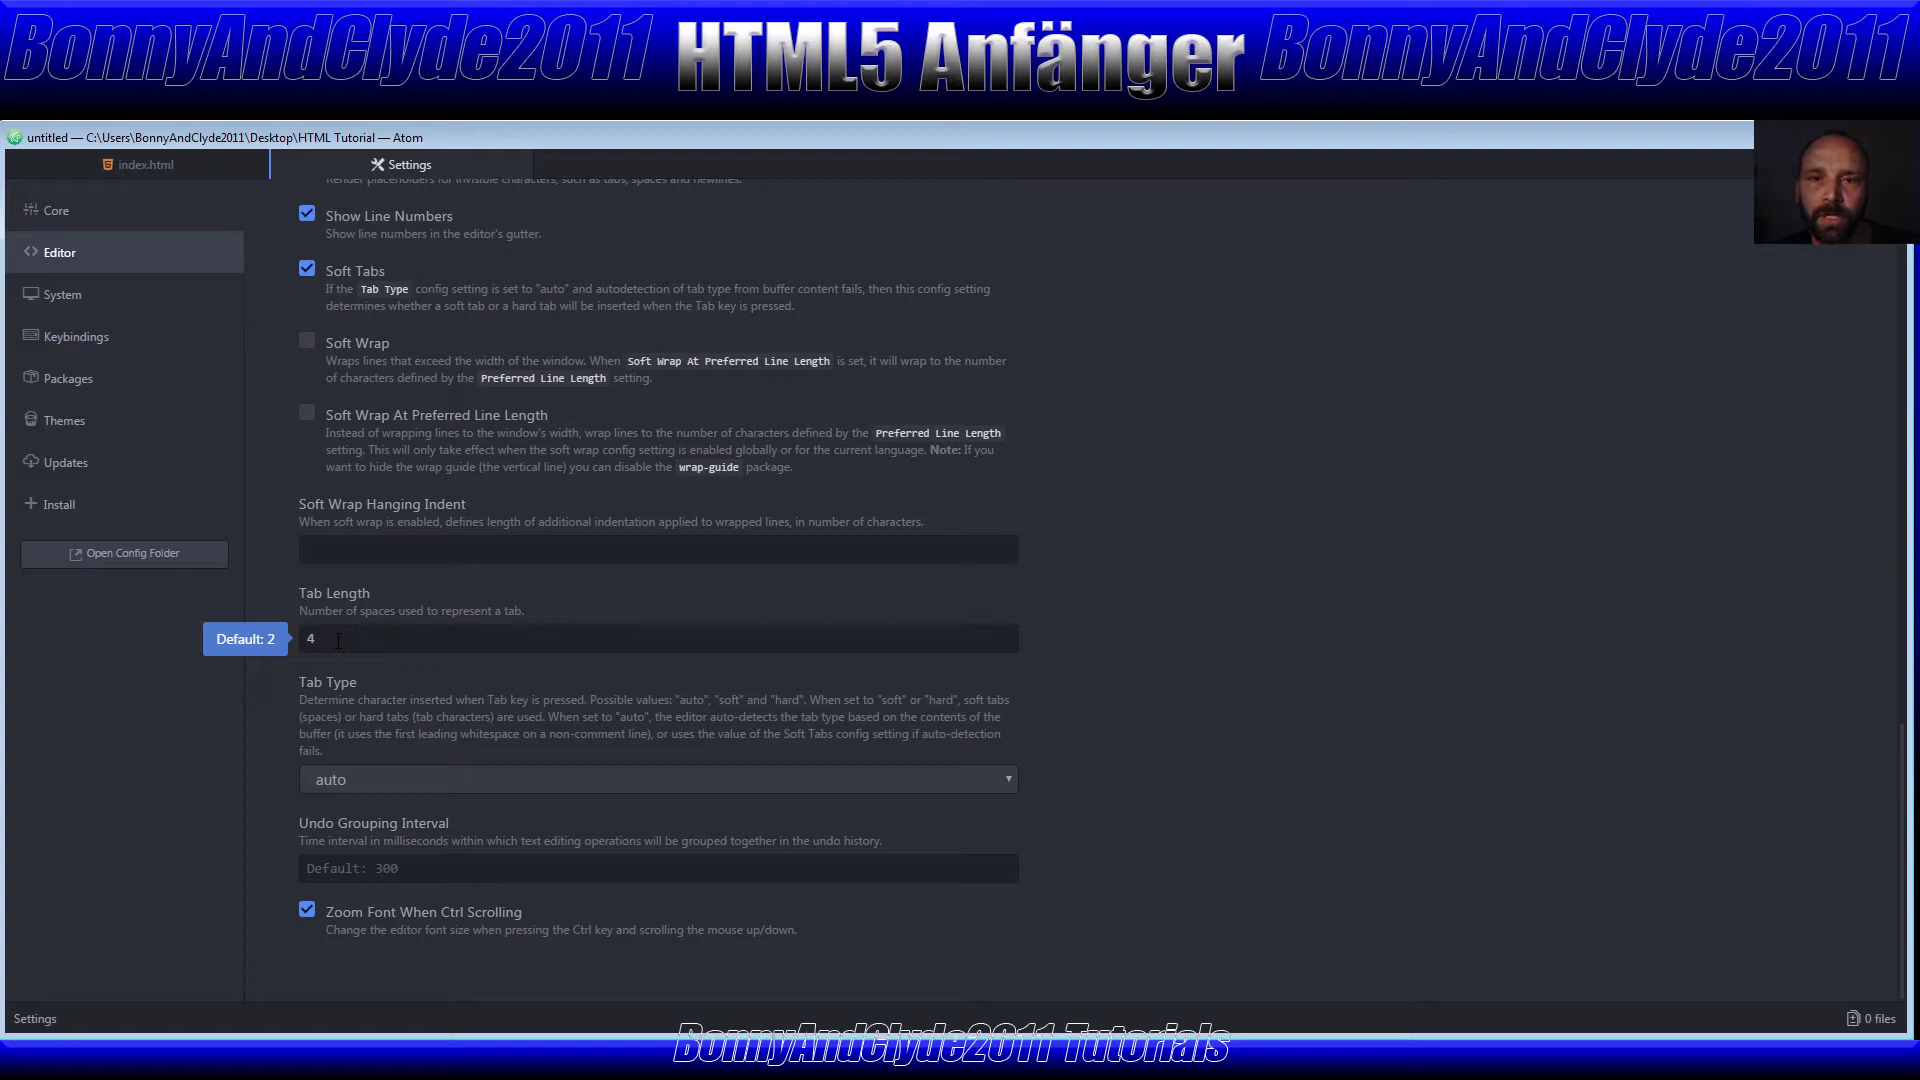 BonnyAndClyde2011 HTML5 Anfänger BonnyAndClyde2011
untitled — C:\Users\BonnyAndClyde2011\Desktop\HTML Tutorial — Atom
index.html
Settings
Core
Editor
System
Keybindings
Packages
Themes
Updates
Install
Open Config Folder
Render placeholders for invisible characters, such as tabs, spaces and newlines.
Show Line Numbers
Show line numbers in the editor's gutter.
Soft Tabs
If the Tab Type config setting is set to "auto" and autodetection of tab type from buffer content fails, then this config setting
determines whether a soft tab or a hard tab will be inserted when the Tab key is pressed.
Soft Wrap
Wraps lines that exceed the width of the window. When Soft Wrap At Preferred Line Length is set, it will wrap to the number
of characters defined by the Preferred Line Length setting.
Soft Wrap At Preferred Line Length
Instead of wrapping lines to the window's width, wrap lines to the number of characters defined by the Preferred Line Length
setting. This will only take effect when the soft wrap config setting is enabled globally or for the current language. Note: If you
want to hide the wrap guide (the vertical line) you can disable the wrap-guide package.
Soft Wrap Hanging Indent
When soft wrap is enabled, defines length of additional indentation applied to wrapped lines, in number of characters.
Tab Length
Number of spaces used to represent a tab.
Default: 2
4
Tab Type
Determine character inserted when Tab key is pressed. Possible values: "auto", "soft" and "hard". When set to "soft" or "hard", soft tabs
(spaces) or hard tabs (tab characters) are used. When set to "auto", the editor auto-detects the tab type based on the contents of the
buffer (it uses the first leading whitespace on a non-comment line), or uses the value of the Soft Tabs config setting if auto-detection
fails.
auto
Undo Grouping Interval
Time interval in milliseconds within which text editing operations will be grouped together in the undo history.
Default: 300
Zoom Font When Ctrl Scrolling
Change the editor font size when pressing the Ctrl key and scrolling the mouse up/down.
Settings
0 files
BonnyAndClyde2011 Tutorials